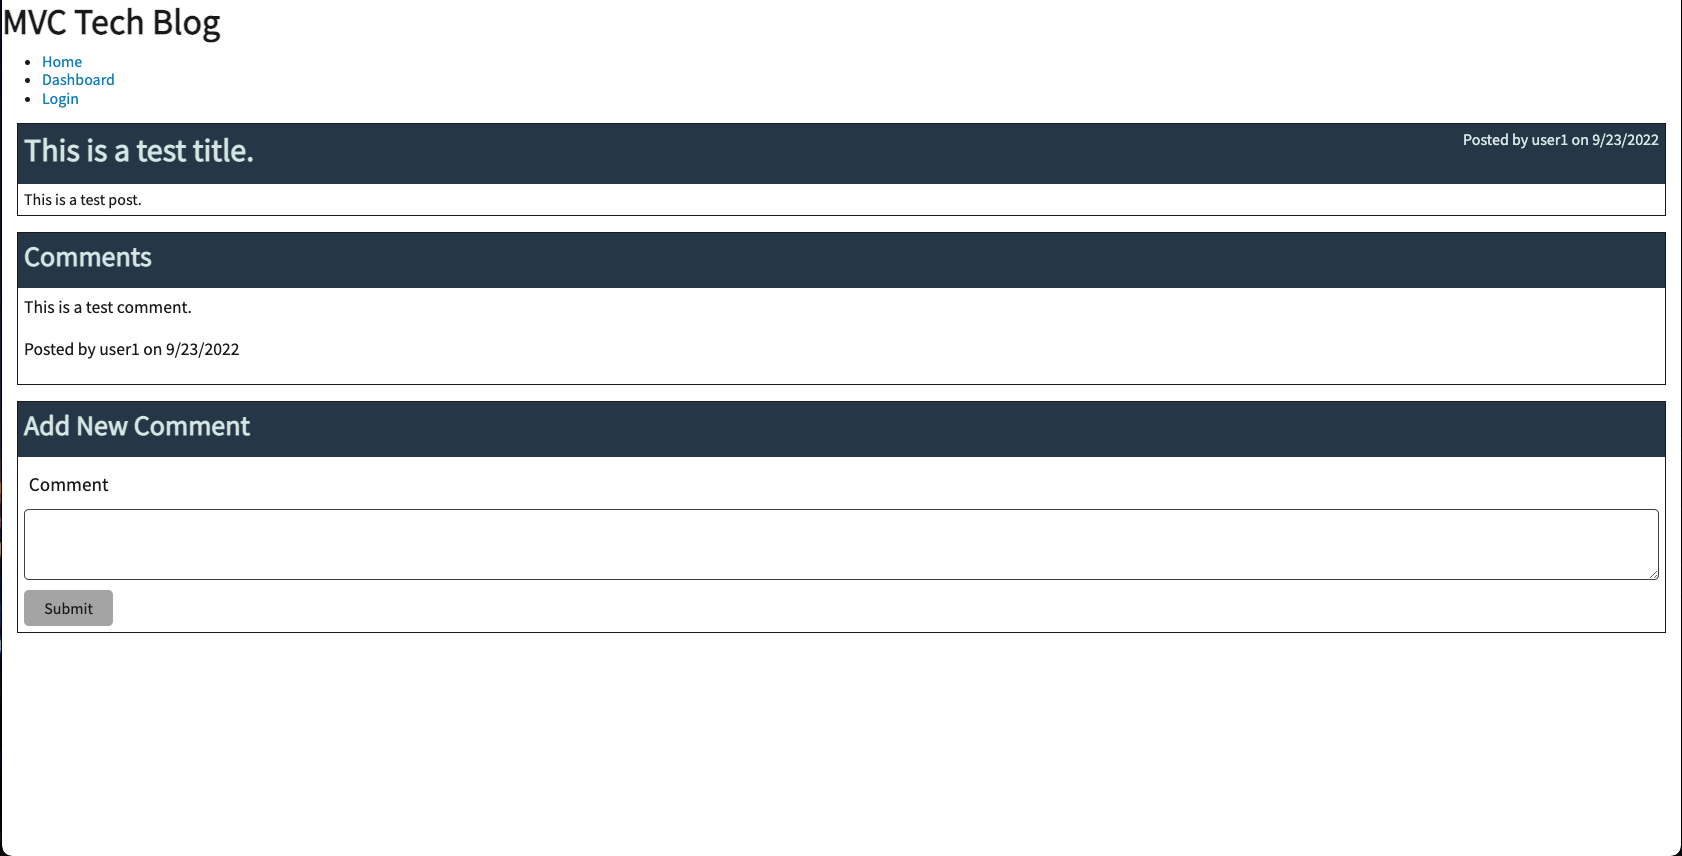 MVC Tech Blog
Home
Dashboard
Login
This is a test title.
Posted by user1 on 9/23/2022
This is a test post.
Comments
This is a test comment.
Posted by user1 on 9/23/2022
Add New Comment
Comment
Submit